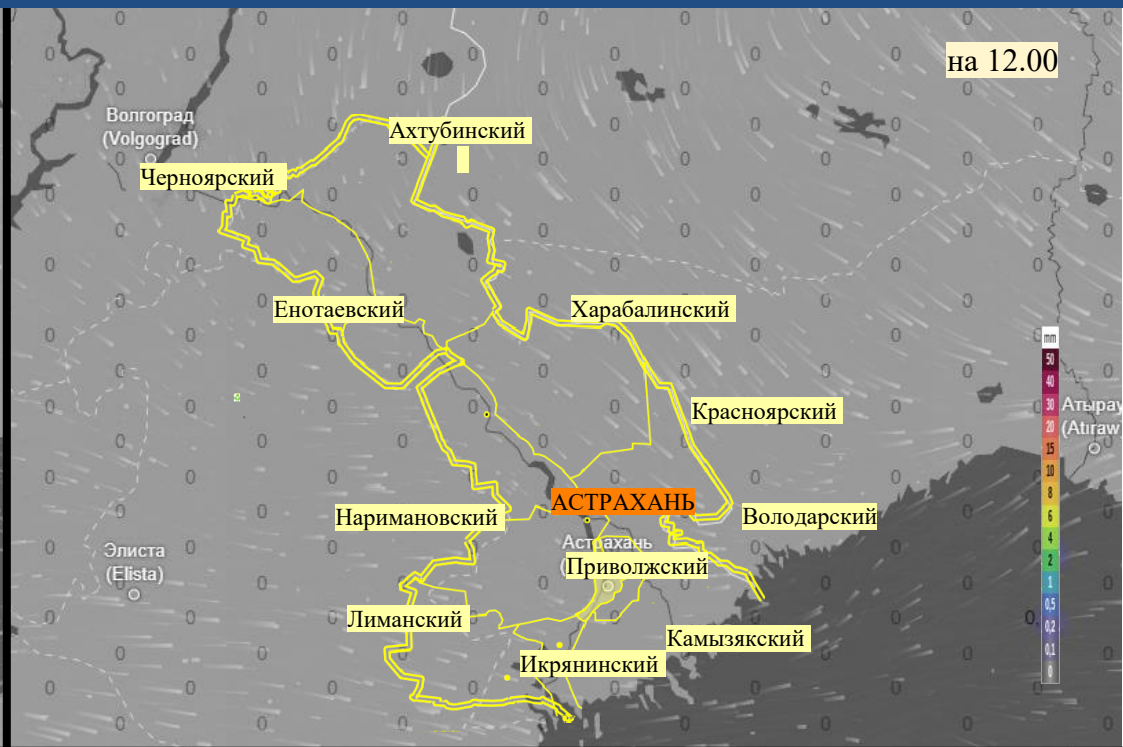 на 12.00
Волгоград
(Volgograd)
Ахтубинский
Черноярский
Енотаевский
Харабалинский
mm
50
40
30
20
15
10
8
6
4
2
1
0,5
0,2
0,1
0
Атырау
(Atıraw
Красноярский
АСТРАХАНЬ
Нариманoвский
Володарский
Астрахань
Элиста
(Elista)
Приволжский
Лиманский
Камызякский
Икрянинский